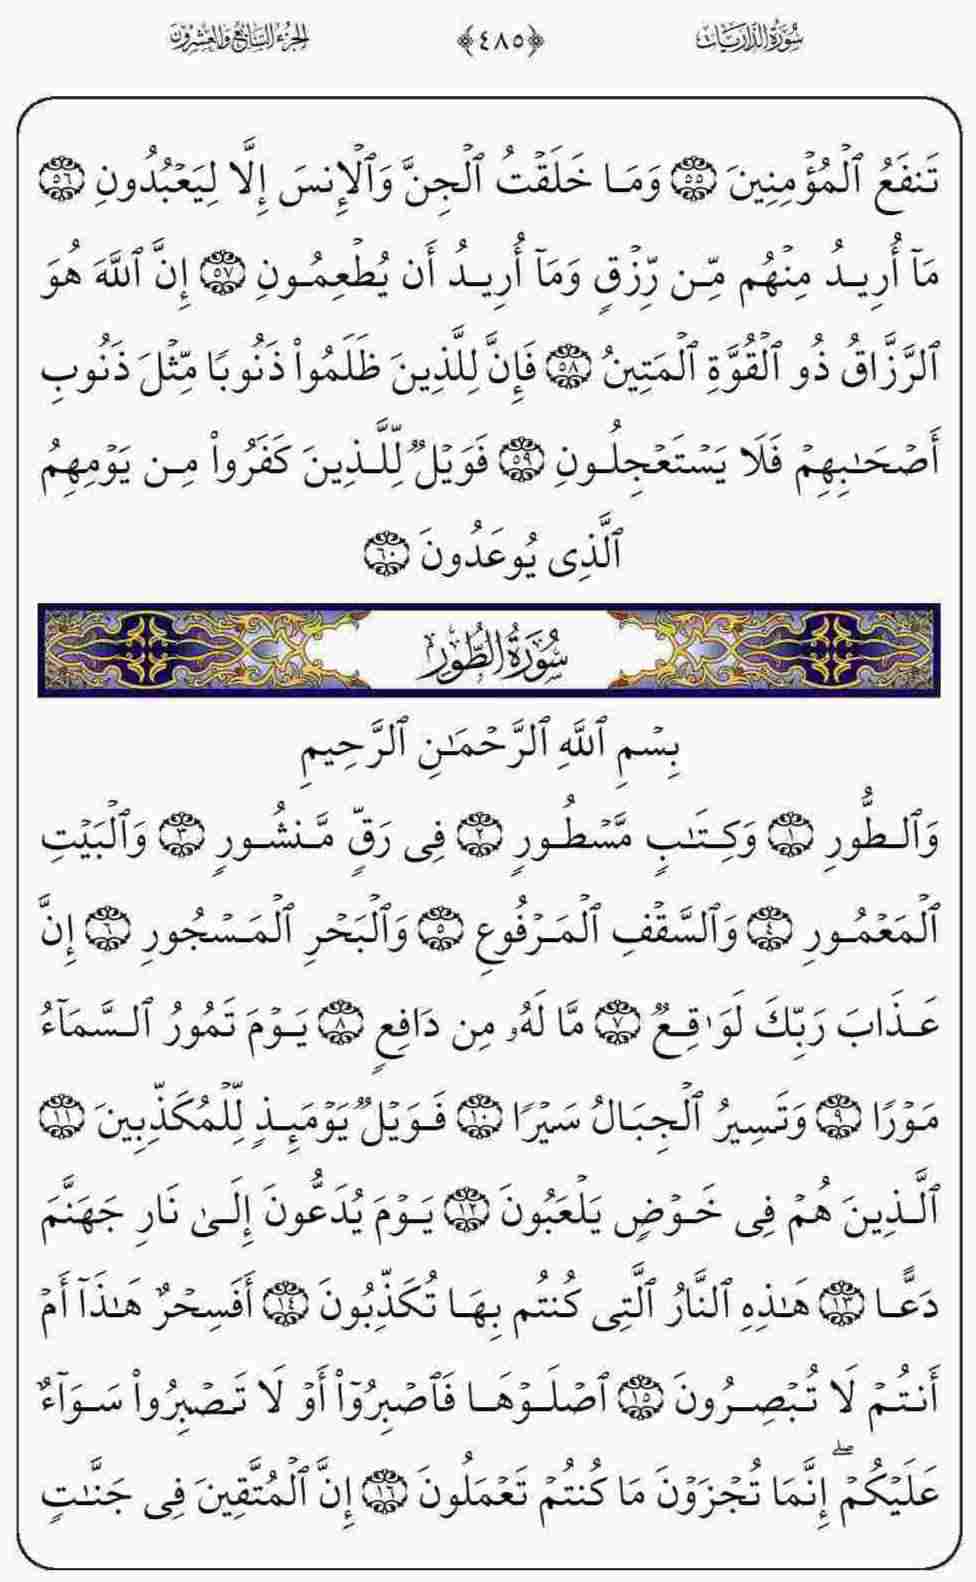 سُورَةُ الذَّارِيَاتِ ﴿٤٨٥﴾ الجُزْءُ السَّابِعُ وَالعِشْرُونَ
تَنفَعُ ٱلْمُؤْمِنِينَ ٥٥ وَمَا خَلَقْتُ ٱلْجِنَّ وَٱلْإِنسَ إِلَّا لِيَعْبُدُونِ ٥٦
مَآ أُرِيدُ مِنْهُم مِّن رِّزْقٍ وَمَآ أُرِيدُ أَن يُطْعِمُونِ ٥٧ إِنَّ ٱللَّهَ هُوَ
ٱلرَّزَّاقُ ذُو ٱلْقُوَّةِ ٱلْمَتِينُ ٥٨ فَإِنَّ لِلَّذِينَ ظَلَمُوا۟ ذَنُوبًا مِّثْلَ ذَنُوبِ
أَصْحَٰبِهِمْ فَلَا يَسْتَعْجِلُونِ ٥٩ فَوَيْلٌ لِّلَّذِينَ كَفَرُوا۟ مِن يَوْمِهِمُ
ٱلَّذِى يُوعَدُونَ ٦٠
سُورَةُ الطُّورِ
بِسْمِ ٱللَّهِ ٱلرَّحْمَٰنِ ٱلرَّحِيمِ
وَٱلطُّورِ ١ وَكِتَٰبٍ مَّسْطُورٍ ٢ فِى رَقٍّ مَّنشُورٍ ٣ وَٱلْبَيْتِ
ٱلْمَعْمُورِ ٤ وَٱلسَّقْفِ ٱلْمَرْفُوعِ ٥ وَٱلْبَحْرِ ٱلْمَسْجُورِ ٦ إِنَّ
عَذَابَ رَبِّكَ لَوَٰقِعٌ ٧ مَّا لَهُۥ مِن دَافِعٍ ٨ يَوْمَ تَمُورُ ٱلسَّمَآءُ
مَوْرًا ٩ وَتَسِيرُ ٱلْجِبَالُ سَيْرًا ١٠ فَوَيْلٌ يَوْمَئِذٍ لِّلْمُكَذِّبِينَ ١١
ٱلَّذِينَ هُمْ فِى خَوْضٍ يَلْعَبُونَ ١٢ يَوْمَ يُدَعُّونَ إِلَىٰ نَارِ جَهَنَّمَ
دَعًّا ١٣ هَٰذِهِ ٱلنَّارُ ٱلَّتِى كُنتُم بِهَا تُكَذِّبُونَ ١٤ أَفَسِحْرٌ هَٰذَآ أَمْ
أَنتُمْ لَا تُبْصِرُونَ ١٥ ٱصْلَوْهَا فَٱصْبِرُوٓا۟ أَوْ لَا تَصْبِرُوا۟ سَوَآءٌ
عَلَيْكُمْ ۖ إِنَّمَا تُجْزَوْنَ مَا كُنتُمْ تَعْمَلُونَ ١٦ إِنَّ ٱلْمُتَّقِينَ فِى جَنَّٰتٍ